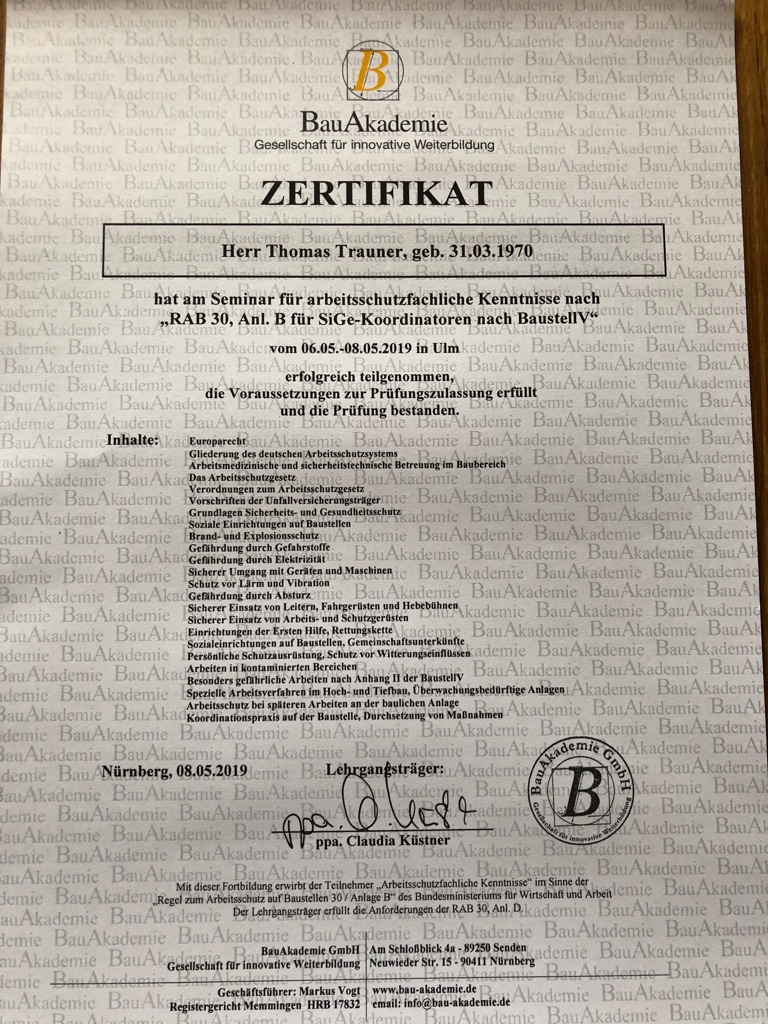 B
BauAkademie
Gesellschaft für innovative Weiterbildung
ZERTIFIKAT
Herr Thomas Trauner, geb. 31.03.1970
hat am Seminar für arbeitsschutzfachliche Kenntnisse nach
„RAB 30, Anl. B für SiGe-Koordinatoren nach BaustellV“
vom 06.05.-08.05.2019 in Ulm
erfolgreich teilgenommen,
die Voraussetzungen zur Prüfungszulassung erfüllt
und die Prüfung bestanden.
Inhalte: Europarecht
Gliederung des deutschen Arbeitsschutzsystems
Arbeitsmedizinische und sicherheitstechnische Betreuung im Baubereich
Das Arbeitsschutzgesetz
Verordnungen zum Arbeitsschutzgesetz
Vorschriften der Unfallversicherungsträger
Grundlagen Sicherheits- und Gesundheitsschutz
Soziale Einrichtungen auf Baustellen
Brand- und Explosionsschutz
Gefährdung durch Gefahrstoffe
Gefährdung durch Elektrizität
Sicherer Umgang mit Geräten und Maschinen
Schutz vor Lärm und Vibration
Gefährdung durch Absturz
Sicherer Einsatz von Leitern, Fahrgerüsten und Hebebühnen
Sicherer Einsatz von Arbeits- und Schutzgerüsten
Einrichtungen der Ersten Hilfe, Rettungskette
Sozialeinrichtungen auf Baustellen, Gemeinschaftsunterkünfte
Persönliche Schutzausrüstung, Schutz vor Witterungseinflüssen
Arbeiten in kontaminierten Bereichen
Besonders gefährliche Arbeiten nach Anhang II der BaustellV
Spezielle Arbeitsverfahren im Hoch- und Tiefbau, Überwachungsbedürftige Anlagen
Arbeitsschutz bei späteren Arbeiten an der baulichen Anlage
Koordinationspraxis auf der Baustelle, Durchsetzung von Maßnahmen
Nürnberg, 08.05.2019 Lehrgangsträger:
ppa.
ppa. Claudia Küstner
BauAkademie GmbH
B
Gesellschaft für innovative Weiterbildung
Mit dieser Fortbildung erwirbt der Teilnehmer „Arbeitsschutzfachliche Kenntnisse“ im Sinne der
„Regel zum Arbeitsschutz auf Baustellen 30 / Anlage B“ des Bundesministeriums für Wirtschaft und Arbeit
Der Lehrgangsträger erfüllt die Anforderungen der RAB 30, Anl. D.
BauAkademie GmbH Am Schloßblick 4a - 89250 Senden
Gesellschaft für innovative Weiterbildung Neuwieder Str. 15 - 90411 Nürnberg
Geschäftsführer: Markus Vogt www.bau-akademie.de
Registergericht Memmingen HRB 17832 email: info@bau-akademie.de